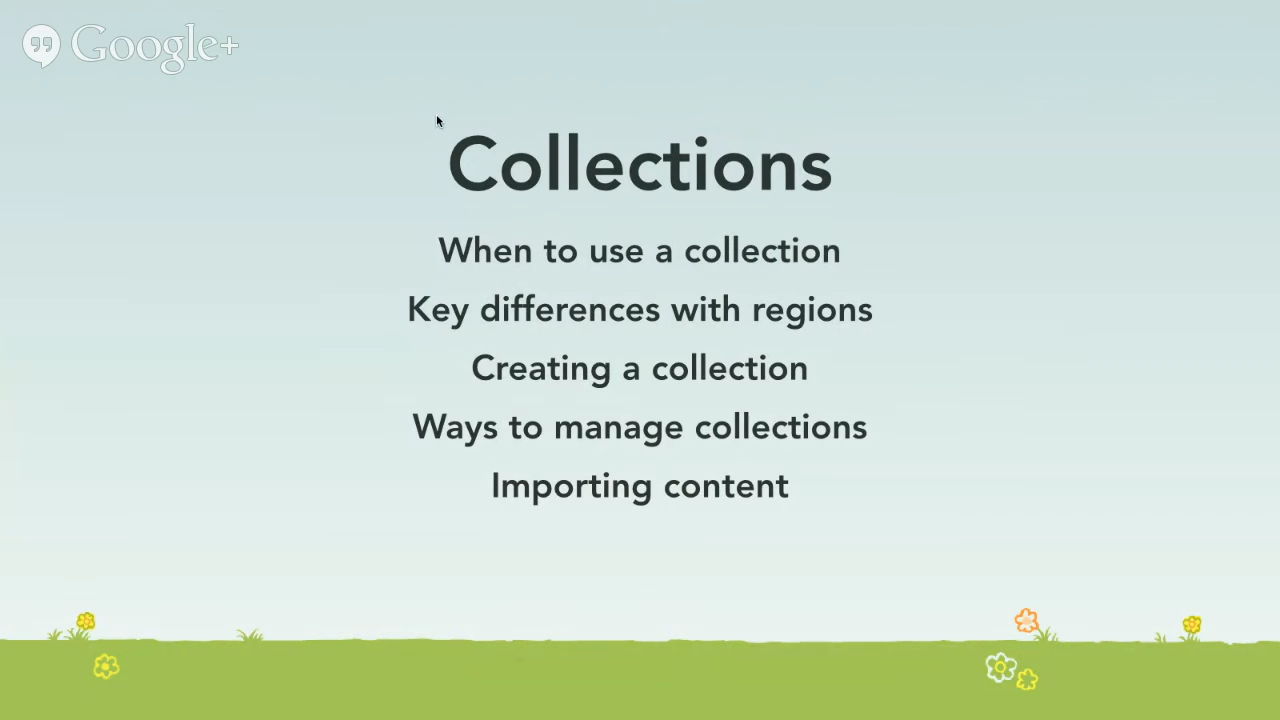 Google+
Collections
When to use a collection
Key differences with regions
Creating a collection
Ways to manage collections
Importing content